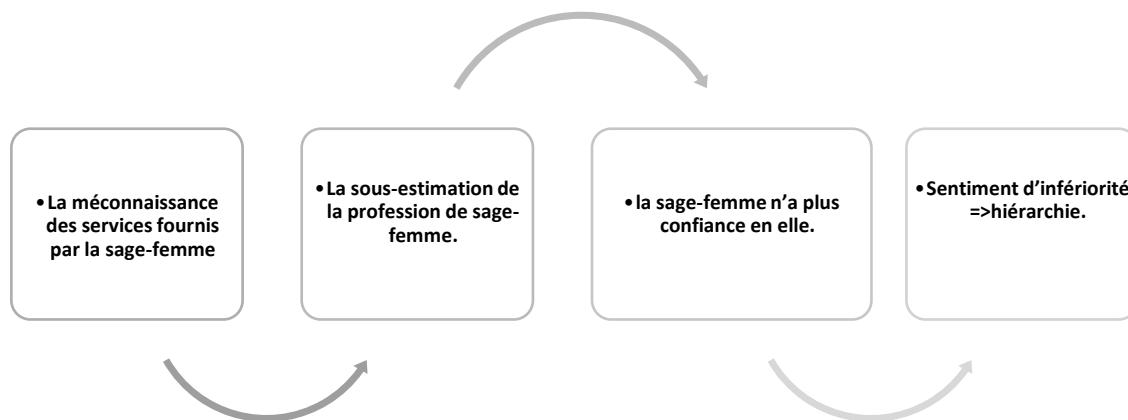 •La méconnaissance
des services fournis
par la sage-femme
•La sous-estimation de
la profession de sage-
femme.
•la sage-femme n’a plus
confiance en elle.
•Sentiment d’infériorité
=>hiérarchie.